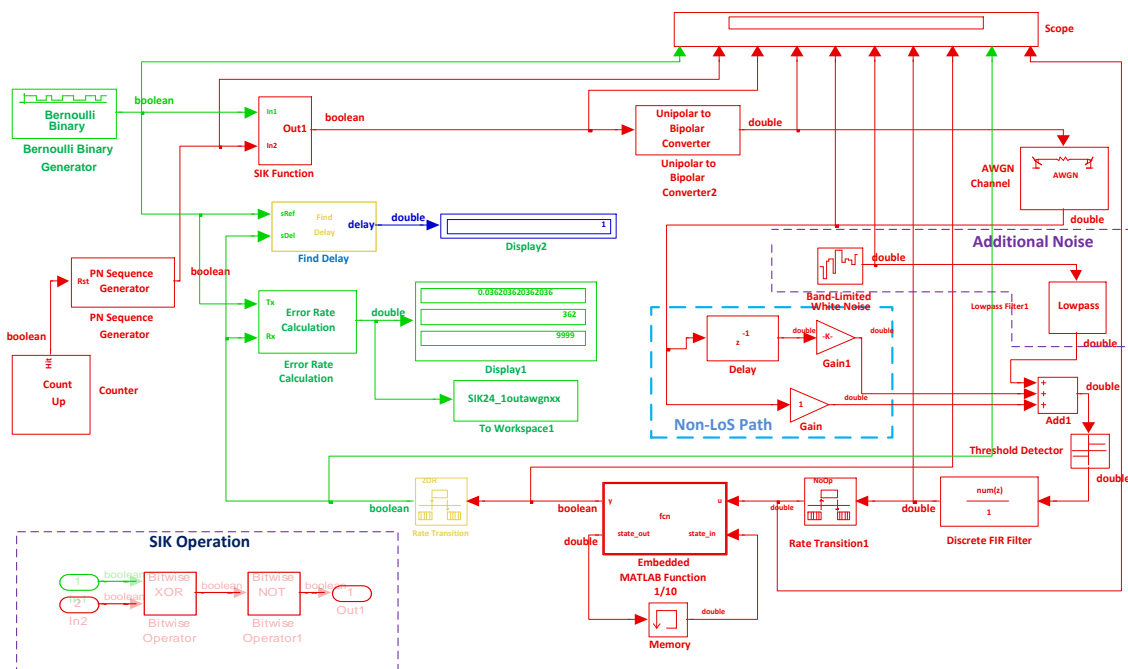 Scope
boolean
Bernoulli
Binary
Bernoulli Binary
Generator
In1
In2
Out1
SIK Function
boolean
Unipolar to
Bipolar
Converter
Unipolar to
Bipolar
Converter2
double
AWGN
Channel
AWGN
double
Additional Noise
sRef
sDel
Find
Delay
delay
Find Delay
double
1
Display2
Band-Limited
White Noise
double
Lowpass Filter1
Lowpass
double
boolean
Rst
PN Sequence
Generator
PN Sequence
Generator
boolean
Hit
Count
Up
Counter
Tx
Rx
Error Rate
Calculation
Error Rate
Calculation
double
0.036203620362036
362
9999
Display1
SIK24_1outawgnxx
To Workspace1
-1
z
Delay
double
-K-
Gain1
double
1
Gain
double
Non-LoS Path
+
+
+
Add1
double
Threshold Detector
double
ZOH
boolean
Rate Transition
boolean
y
u
fcn
state_out
state_in
double
Embedded
MATLAB Function
1/10
double
Memory
double
NoOp
Rate Transition1
double
num(z)
1
Discrete FIR Filter
SIK Operation
1
boolean
2
In2
boolean
Bitwise
XOR
Bitwise
Operator
boolean
Bitwise
NOT
Bitwise
Operator1
boolean
1
Out1